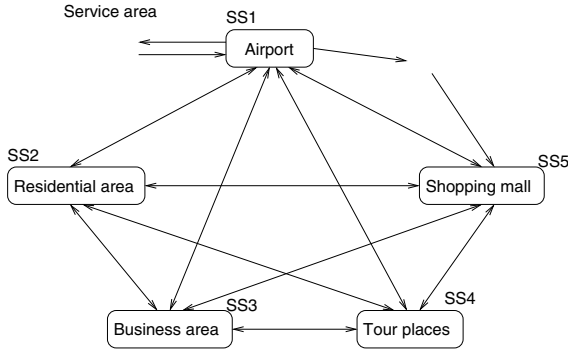 Service area
SS1
Airport
SS2
SS5
Residential area
Shopping mall
SS3
SS4
Business area
Tour places